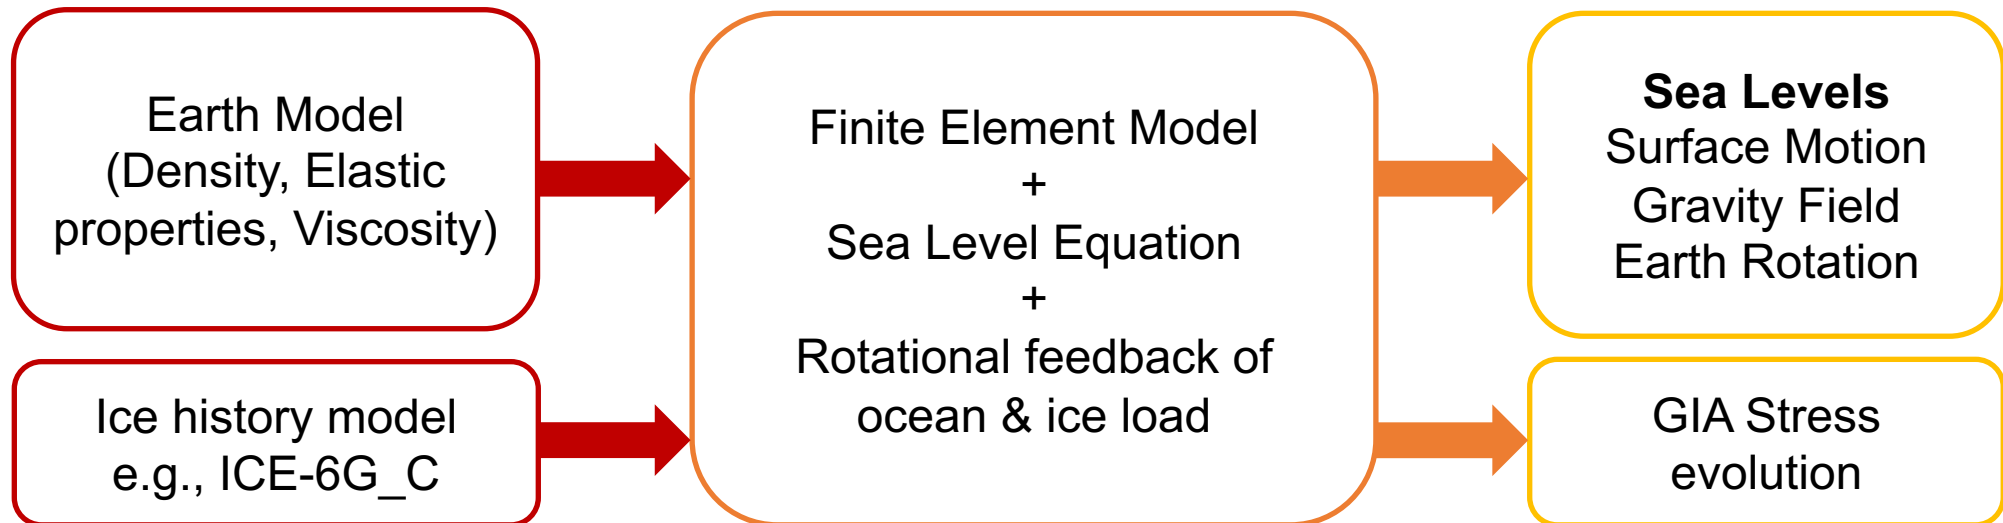 Earth Model
(Density, Elastic
properties, Viscosity)
Ice history model
e.g., ICE-6G_C
Finite Element Model
+
Sea Level Equation
+
Rotational feedback of
ocean & ice load
Sea Levels
Surface Motion
Gravity Field
Earth Rotation
GIA Stress
evolution